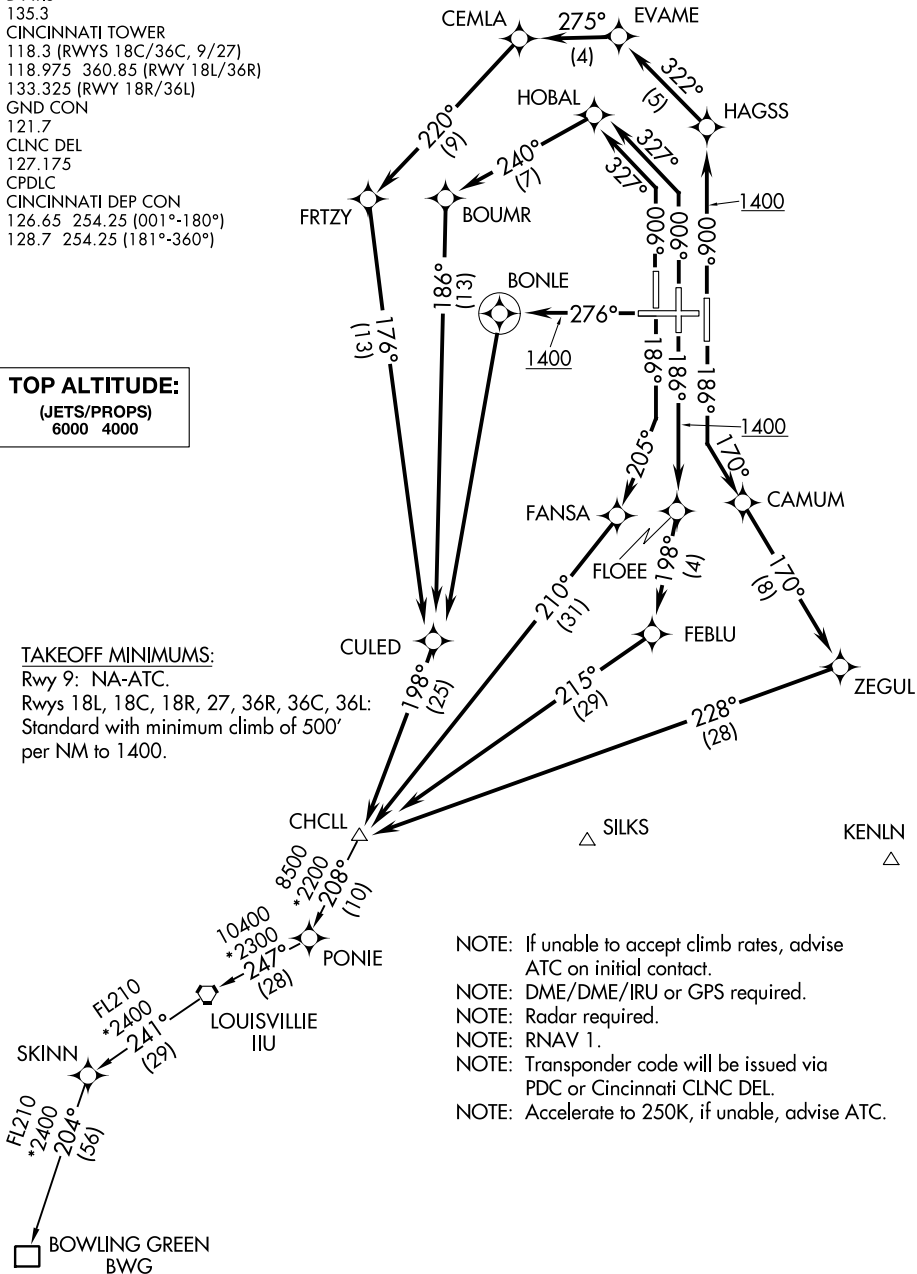 135.3
CINCINNATI TOWER
118.3 (RWYS 18C/36C, 9/27)
118.975 360.85 (RWY 18L/36R)
133.325 (RWY 18R/36L)
GND CON
121.7
CLNC DEL
127.175
CPDLC
CINCINNATI DEP CON
126.65 254.25 (001°-180°)
128.7 254.25 (181°-360°)
CEMLA
275°
(4)
EVAME
322°
(5)
HAGSS
HOBAL
220°
(9)
240°
(7)
327°
327°
FRTZY
BOUMR
006°
006°
006°
1400
BONLE
276°
1400
186°
(13)
176°
(13)
186°
186°
186°
1400
TOP ALTITUDE:
(JETS/PROPS)
6000 4000
205°
170°
CAMUM
FANSA
FLOEE
198°
(4)
170°
(8)
210°
(31)
FEBLU
CULED
ZEGUL
TAKEOFF MINIMUMS:
Rwy 9: NA-ATC.
Rwys 18L, 18C, 18R, 27, 36R, 36C, 36L:
Standard with minimum climb of 500'
per NM to 1400.
198°
(25)
215°
(29)
228°
(28)
CHCLL
SILKS
KENLN
8500
*2200
208°
(10)
PONIE
10400
*2300
247°
(28)
LOUISVILLIE
IIU
FL210
*2400
241°
(29)
SKINN
FL210
*2400
204°
(56)
BOWLING GREEN
BWG
NOTE: If unable to accept climb rates, advise
ATC on initial contact.
NOTE: DME/DME/IRU or GPS required.
NOTE: Radar required.
NOTE: RNAV 1.
NOTE: Transponder code will be issued via
PDC or Cincinnati CLNC DEL.
NOTE: Accelerate to 250K, if unable, advise ATC.